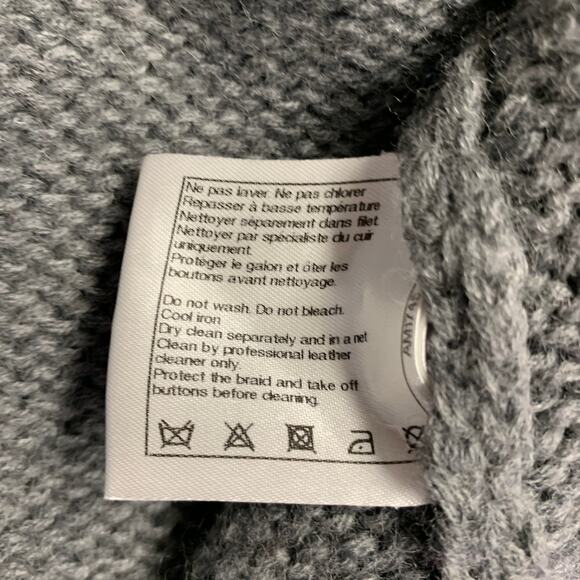 Ne pas laver. Ne pas chlorer
Repasser à basse température
Nettoyer séparement dans filet.
Nettoyer par spécialiste du cuir
uniquement.
Protéger le galon et ôter les
boutons avant nettoyage.
Do not wash. Do not bleach.
Cool iron
Dry clean separately and in a net
Clean by professional leather
cleaner only.
Protect the braid and take off
buttons before cleaning.